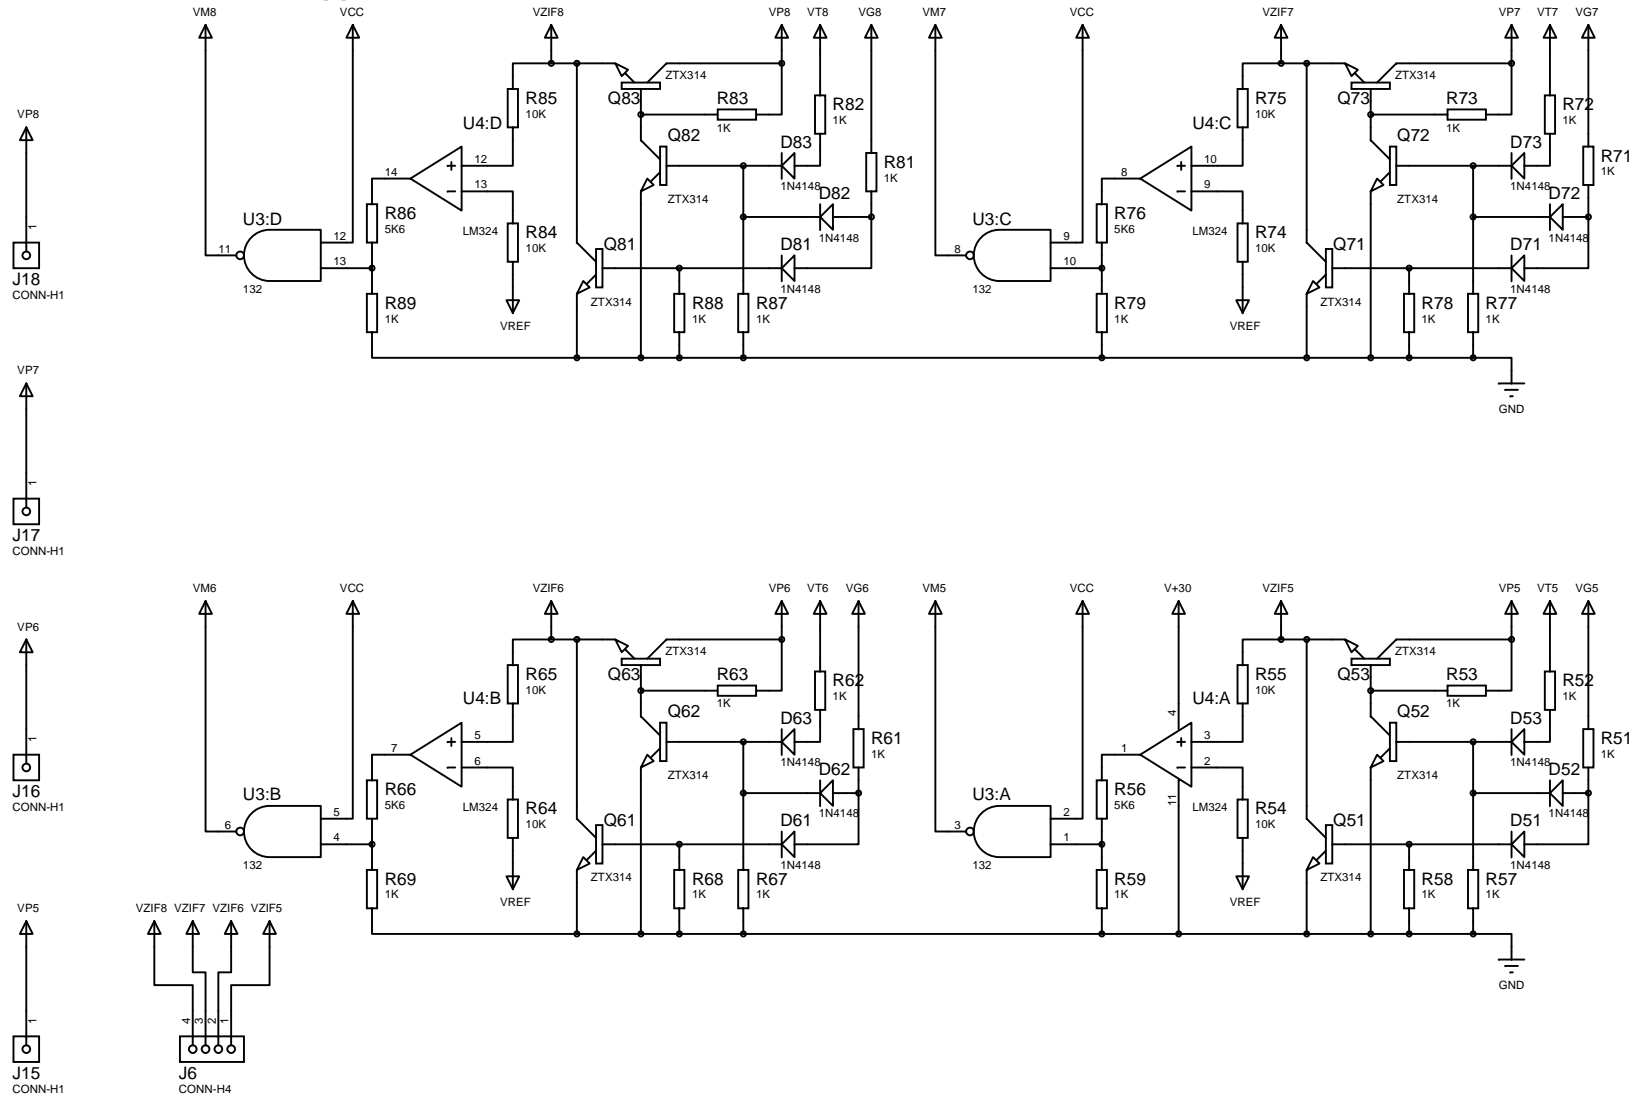 VM8 VCC VZIF8 VP8 VT8 VG8 VM7 VCC VZIF7 VP7 VT7 VG7
VP8
1
J18
CONN-H1
U3:D
11 12 13
132
R86
5K6
R89
1K
U4:D
14 12 13
LM324
R85
10K
R84
10K
VREF
Q83
ZTX314
R83
1K
Q82
ZTX314
Q81
ZTX314
R82
1K
D83
1N4148
R81
1K
D82
1N4148
D81
1N4148
R88
1K
R87
1K
U3:C
8 9 10
132
R76
5K6
R79
1K
U4:C
8 10 9
LM324
R75
10K
R74
10K
VREF
Q73
ZTX314
R73
1K
Q72
ZTX314
Q71
ZTX314
R72
1K
D73
1N4148
R71
1K
D72
1N4148
D71
1N4148
R78
1K
R77
1K
GND
VP7
1
J17
CONN-H1
VM6 VCC VZIF6 VP6 VT6 VG6 VM5 VCC V+30 VZIF5 VP5 VT5 VG5
VP6
1
J16
CONN-H1
U3:B
6 5 4
132
R66
5K6
R69
1K
U4:B
7 5 6
LM324
R65
10K
R64
10K
VREF
Q63
ZTX314
R63
1K
Q62
ZTX314
Q61
ZTX314
R62
1K
D63
1N4148
R61
1K
D62
1N4148
D61
1N4148
R68
1K
R67
1K
U3:A
3 2 1
132
R56
5K6
R59
1K
U4:A
1 4 3 2 11
LM324
R55
10K
R54
10K
VREF
Q53
ZTX314
R53
1K
Q52
ZTX314
Q51
ZTX314
R52
1K
D53
1N4148
R51
1K
D52
1N4148
D51
1N4148
R58
1K
R57
1K
GND
VP5
1
J15
CONN-H1
VZIF8 VZIF7 VZIF6 VZIF5
4 3 2 1
J6
CONN-H4